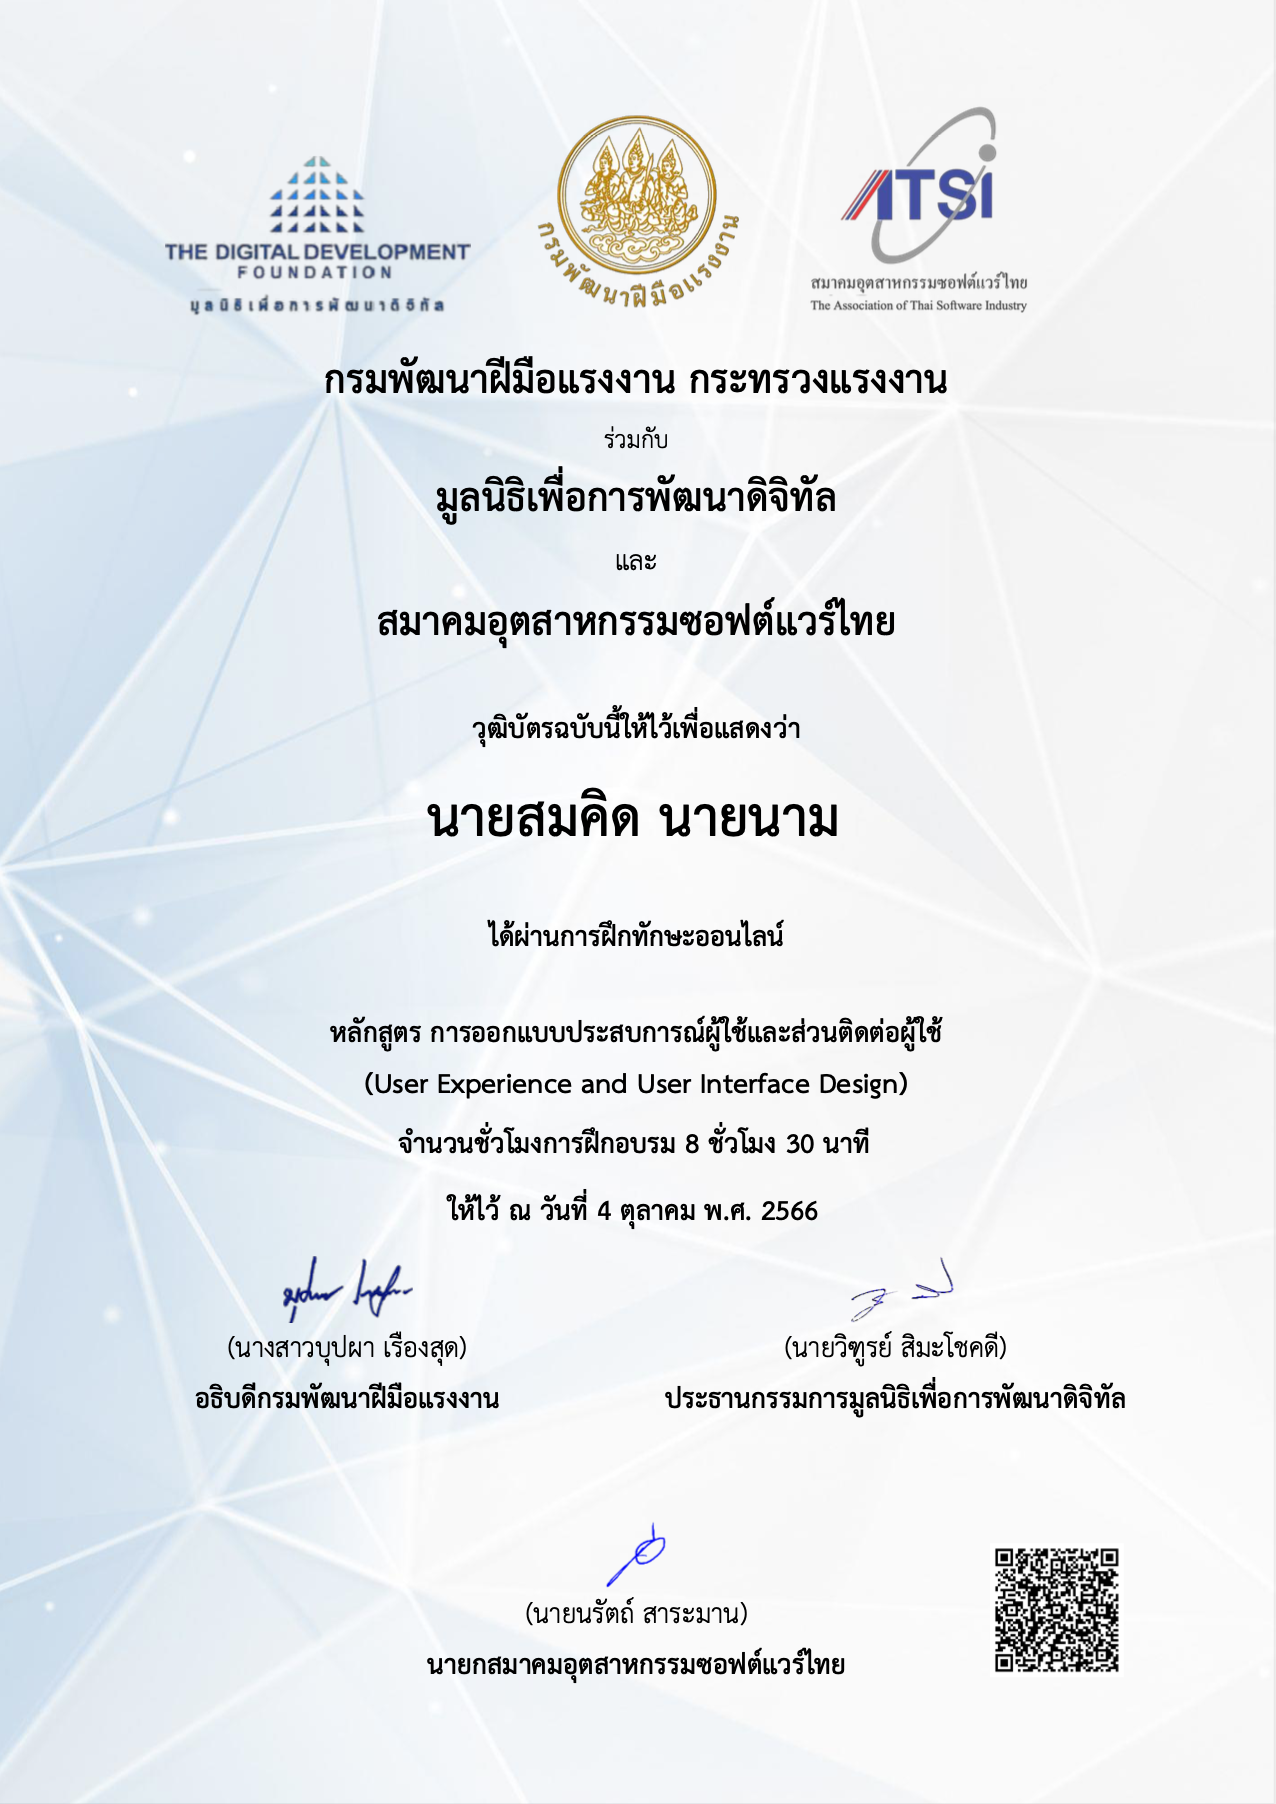 THE DIGITAL DEVELOPMENT
FOUNDATION
มูลนิธิเพื่อการพัฒนาดิจิทัล
กรมพัฒนาฝีมือแรงงาน
ATSI
สมาคมอุตสาหกรรมซอฟต์แวร์ไทย
The Association of Thai Software Industry
กรมพัฒนาฝีมือแรงงาน กระทรวงแรงงาน
ร่วมกับ
มูลนิธิเพื่อการพัฒนาดิจิทัล
และ
สมาคมอุตสาหกรรมซอฟต์แวร์ไทย
วุฒิบัตรฉบับนี้ให้ไว้เพื่อแสดงว่า
นายสมคิด นายนาม
ได้ผ่านการฝึกทักษะออนไลน์
หลักสูตร การออกแบบประสบการณ์ผู้ใช้และส่วนติดต่อผู้ใช้
(User Experience and User Interface Design)
จำนวนชั่วโมงการฝึกอบรม 8 ชั่วโมง 30 นาที
ให้ไว้ ณ วันที่ 4 ตุลาคม พ.ศ. 2566
(นางสาวบุปผา เรืองสุด)
อธิบดีกรมพัฒนาฝีมือแรงงาน
(นายวิฑูรย์ สิมะโชคดี)
ประธานกรรมการมูลนิธิเพื่อการพัฒนาดิจิทัล
(นายนรัตถ์ สาระมาน)
นายกสมาคมอุตสาหกรรมซอฟต์แวร์ไทย